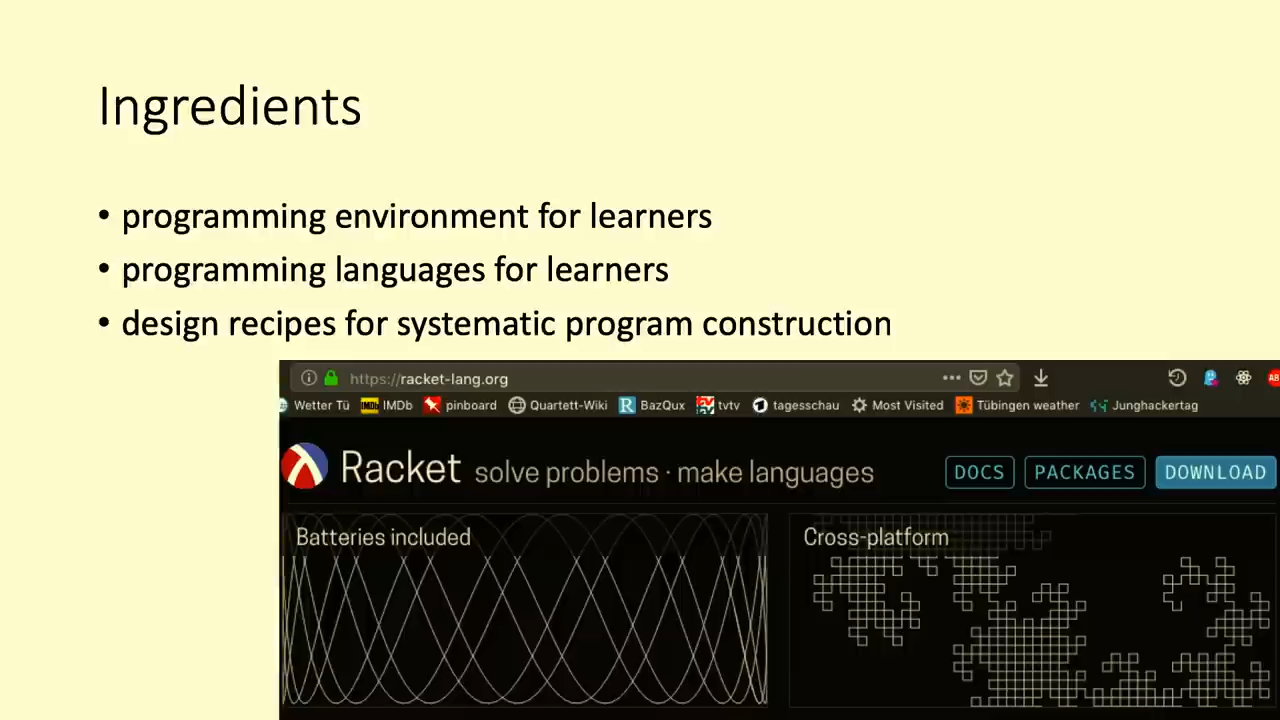 Ingredients
• programming environment for learners
• programming languages for learners
• design recipes for systematic program construction
https://racket-lang.org
Wetter Tü IMDb IMDb pinboard Quartett-Wiki R BazQux tvtv tagesschau Most Visited Tübingen weather Junghackertag
Racket solve problems · make languages DOCS PACKAGES DOWNLOAD
Batteries included Cross-platform